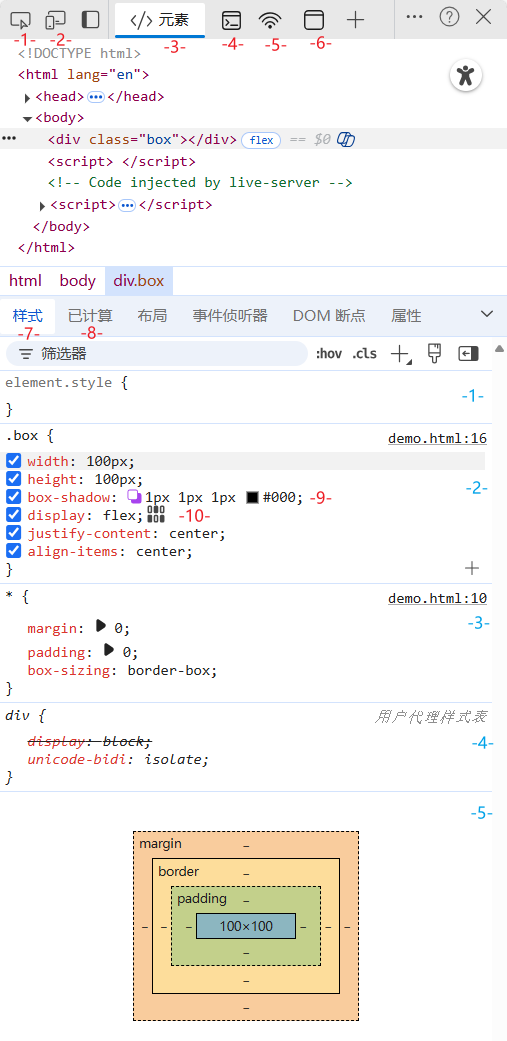 元素
-1- -2- -3- -4- -5- -6-
<!DOCTYPE html>
<html lang="en">
<head>…</head>
<body>
… <div class="box"></div> flex == $0
<script> </script>
<!-- Code injected by live-server -->
<script>…</script>
</body>
</html>
html body div.box
样式 已计算 布局 事件侦听器 DOM 断点 属性
-7- -8-
筛选器 :hov .cls
element.style {
-1-
}
.box { demo.html:16
width: 100px;
height: 100px; -2-
box-shadow: 1px 1px 1px #000; -9-
display: flex; -10-
justify-content: center;
align-items: center;
}
* { demo.html:10
margin: 0; -3-
padding: 0;
box-sizing: border-box;
}
div { 用户代理样式表
display: block; -4-
unicode-bidi: isolate;
}
-5-
margin –
border –
padding –
– – – 100×100 – – –
–
–
–